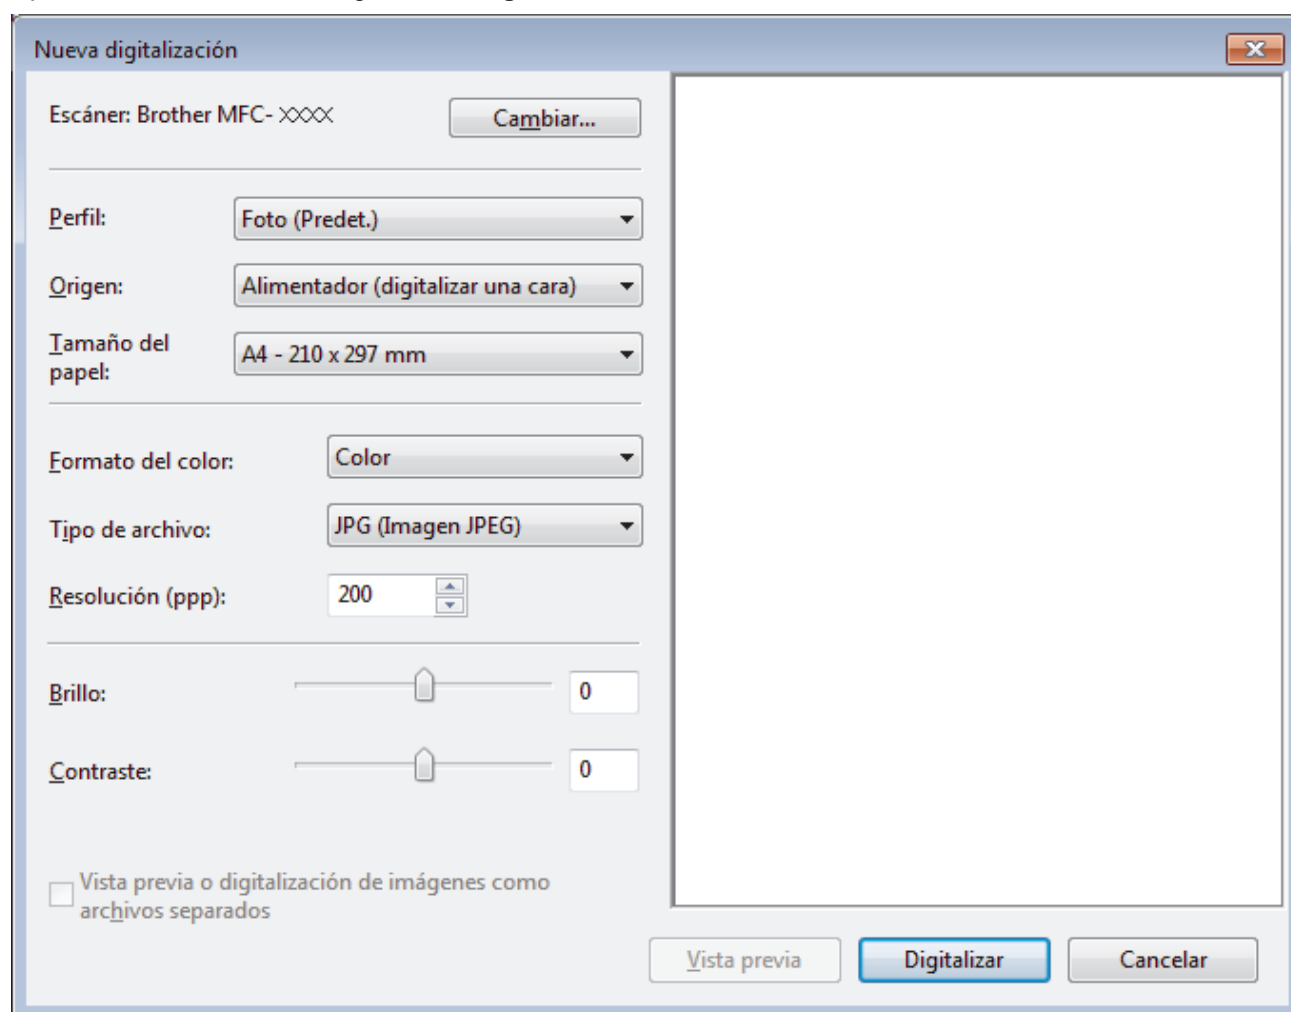 Nueva digitalización
Escáner: Brother MFC- XXXX
Cambiar...
Perfil:
Foto (Predet.)
Origen:
Alimentador (digitalizar una cara)
Tamaño del
papel:
A4 - 210 x 297 mm
Formato del color:
Color
Tipo de archivo:
JPG (Imagen JPEG)
Resolución (ppp):
200
Brillo:
0
Contraste:
0
Vista previa o digitalización de imágenes como
archivos separados
Vista previa
Digitalizar
Cancelar